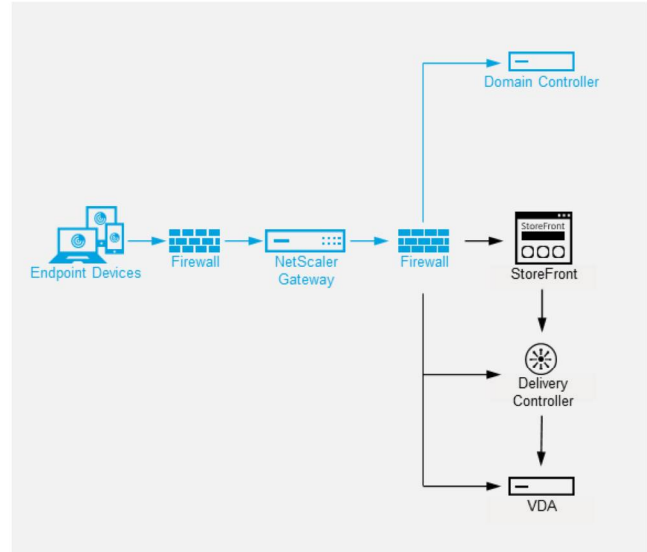 Domain Controller
StoreFront
Endpoint Devices
Firewall
NetScaler
Gateway
Firewall
StoreFront
Delivery
Controller
VDA